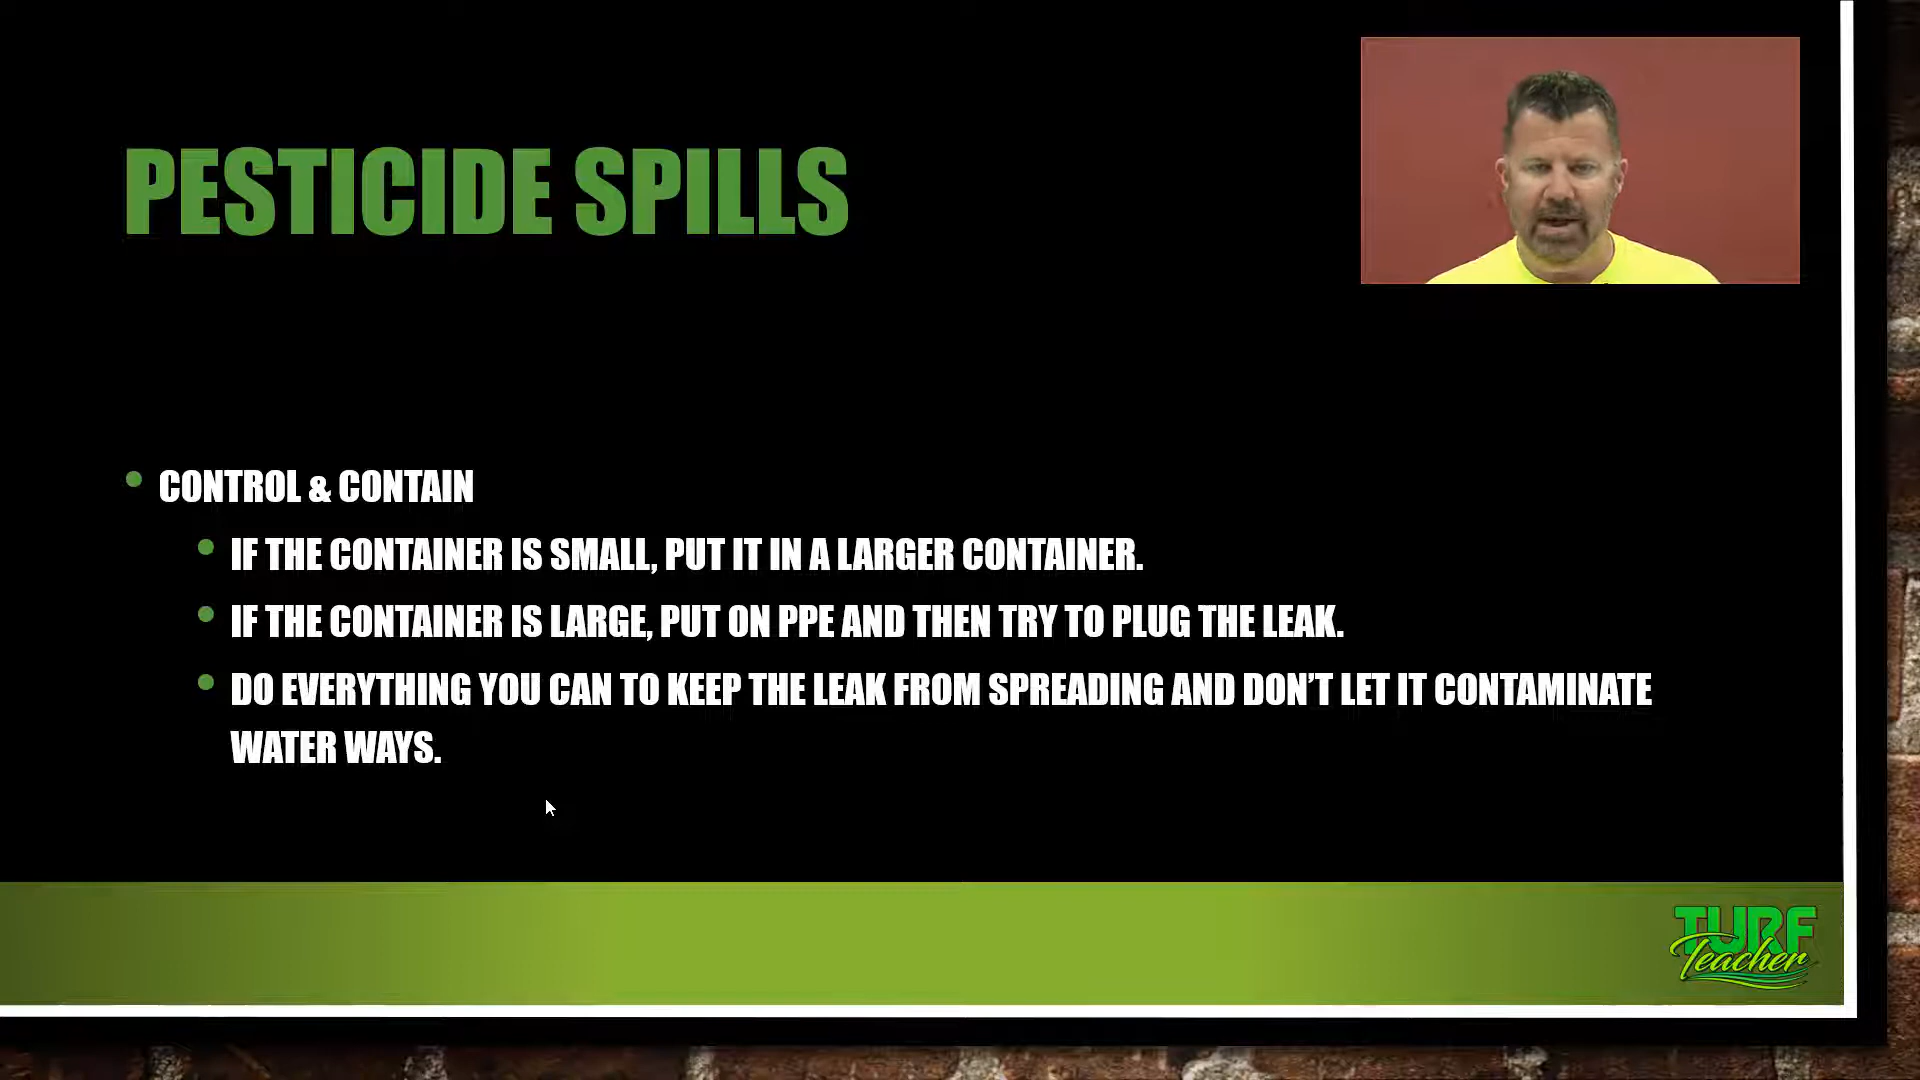 PESTICIDE SPILLS
CONTROL & CONTAIN
IF THE CONTAINER IS SMALL, PUT IT IN A LARGER CONTAINER.
IF THE CONTAINER IS LARGE, PUT ON PPE AND THEN TRY TO PLUG THE LEAK.
DO EVERYTHING YOU CAN TO KEEP THE LEAK FROM SPREADING AND DON’T LET IT CONTAMINATE
WATER WAYS.
TURF
Teacher